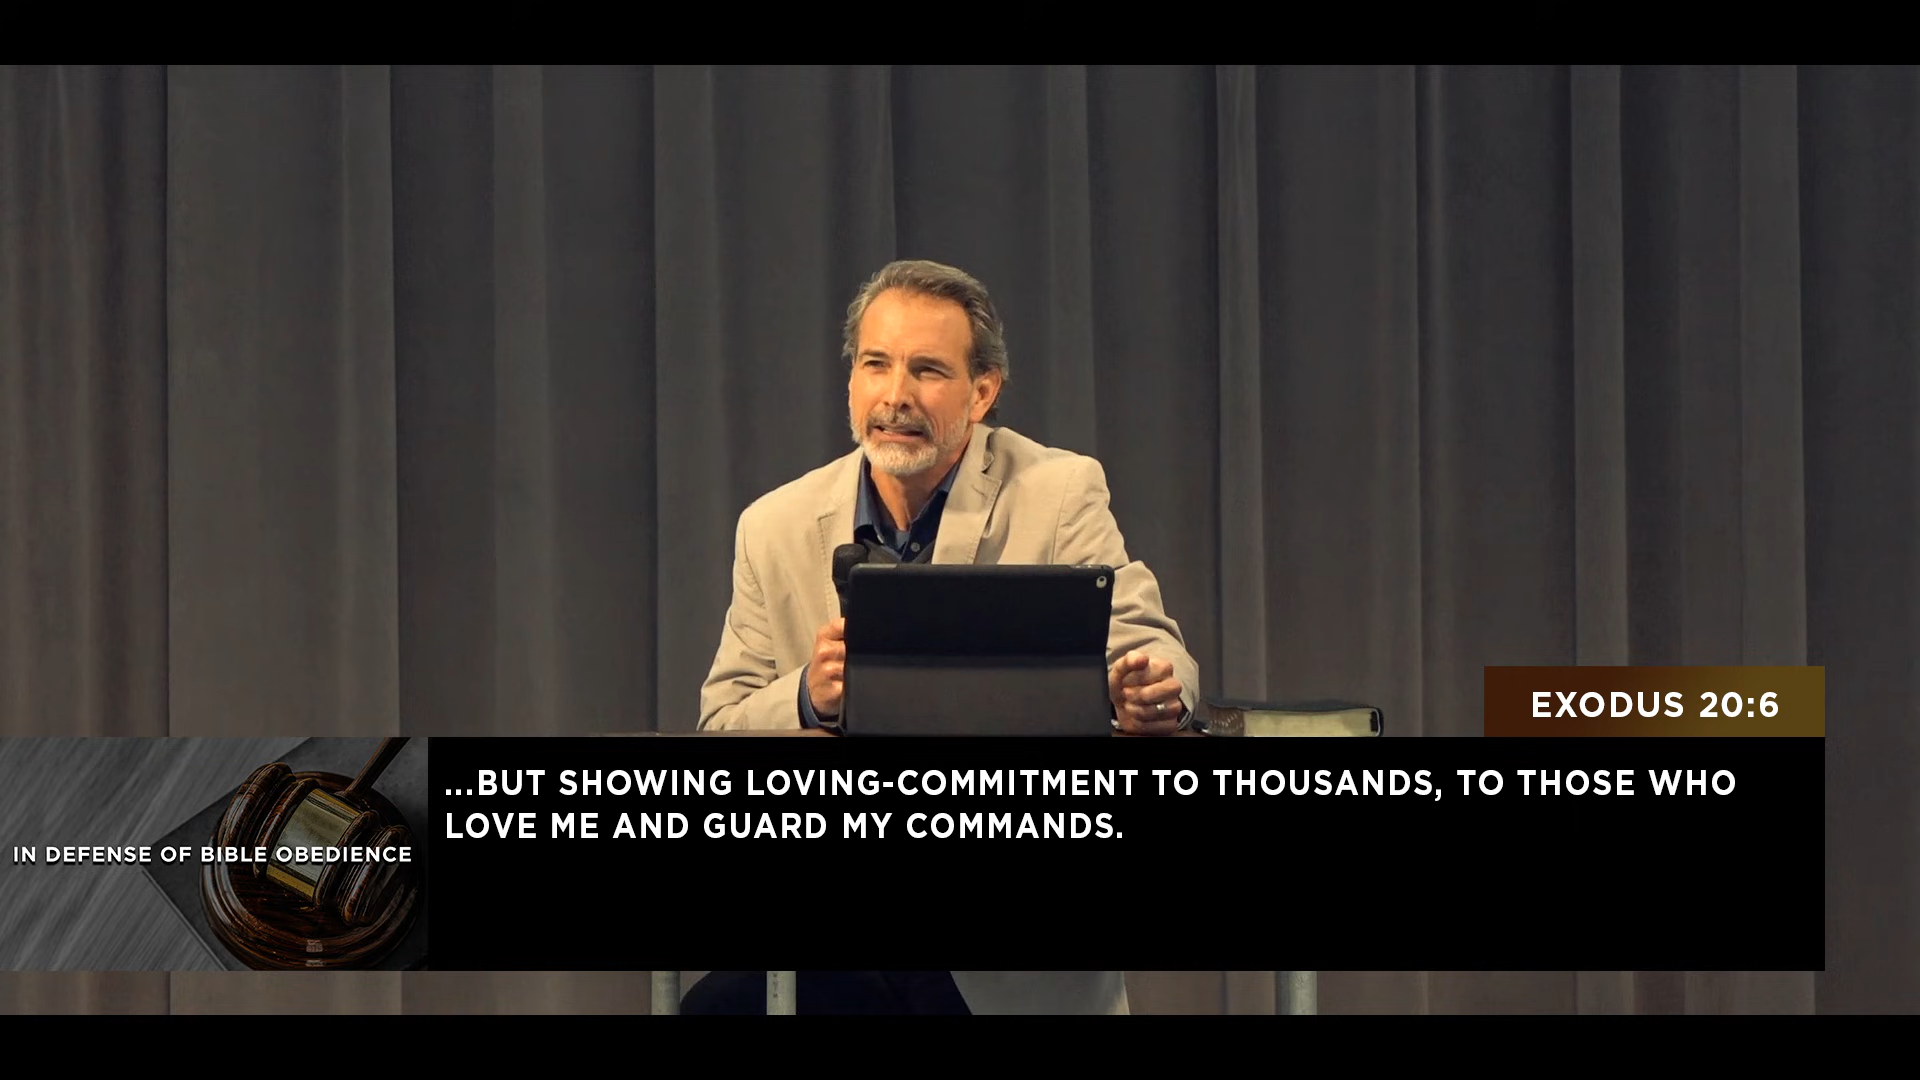 EXODUS 20:6
...BUT SHOWING LOVING-COMMITMENT TO THOUSANDS, TO THOSE WHO
LOVE ME AND GUARD MY COMMANDS.
IN DEFENSE OF BIBLE OBEDIENCE